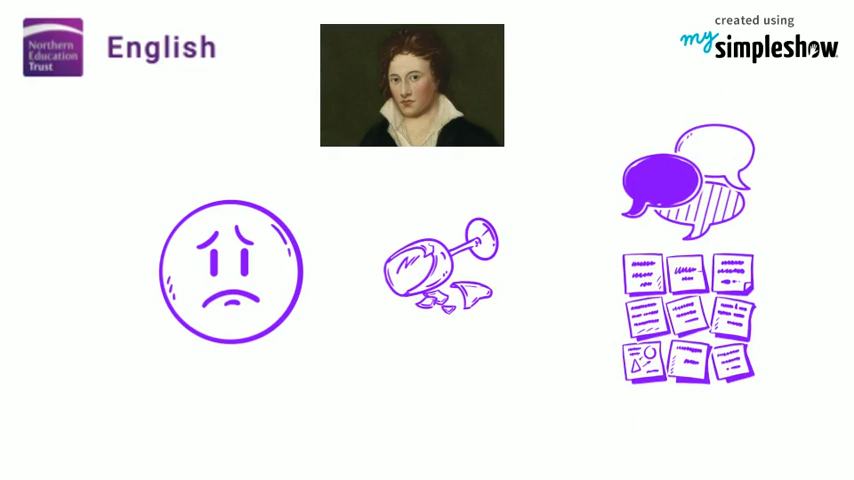 Northern
Education
Trust
English
created using
my
simpleshow